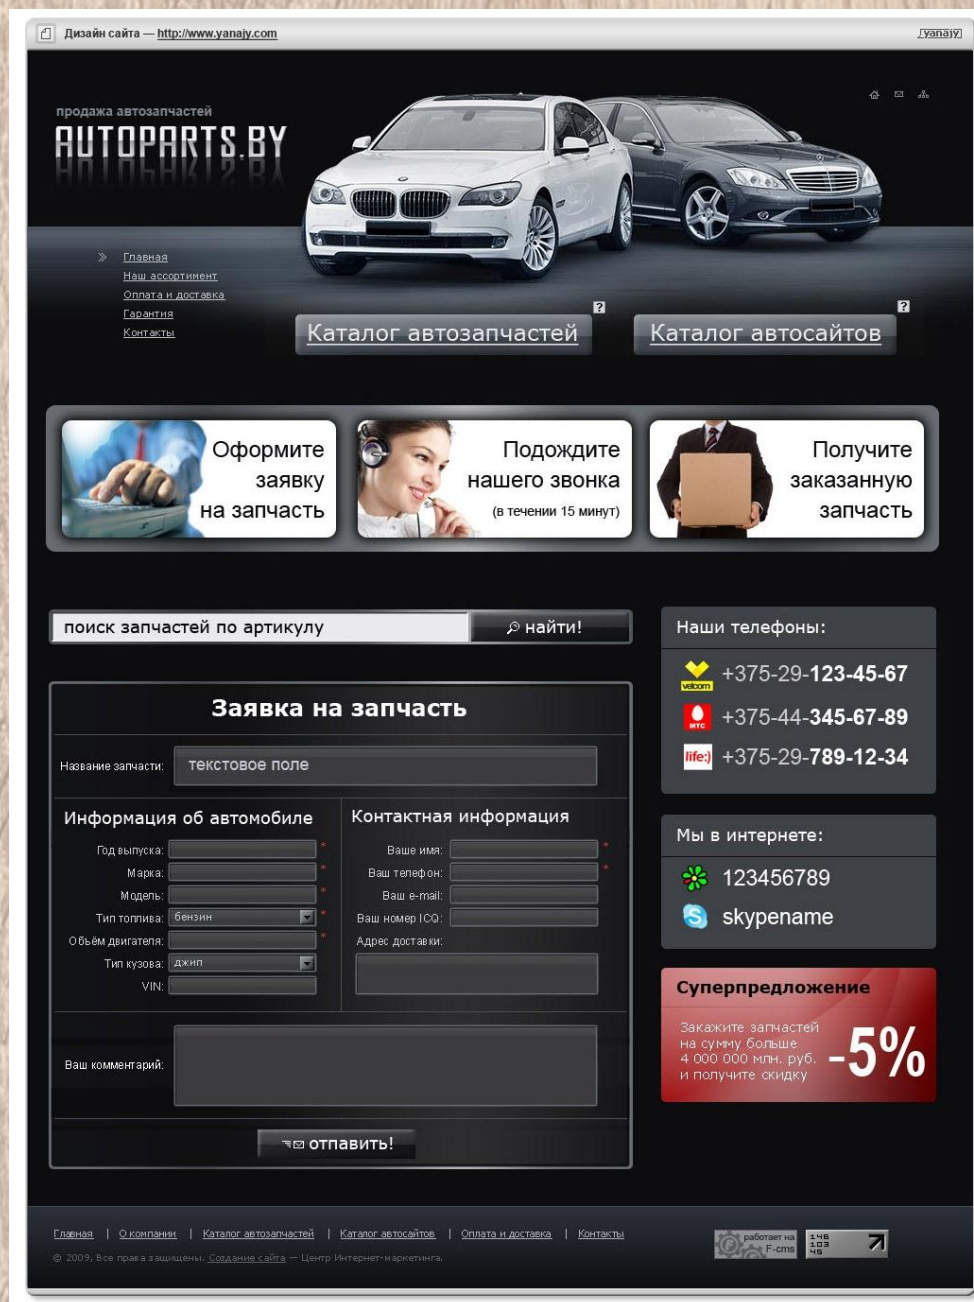 Дизайн сайта — http://www.yanajy.com
yanajy
продажа автозапчастей
AUTOPARTS.BY
Главная
Наш ассортимент
Оплата и доставка
Гарантия
Контакты
?
?
Каталог автозапчастей
Каталог автосайтов
Оформите
заявку
на запчасть
Подождите
нашего звонка
(в течении 15 минут)
Получите
заказанную
запчасть
поиск запчастей по артикулу
найти!
Заявка на запчасть
Название запчасти:
текстовое поле
Информация об автомобиле
Год выпуска: *
Марка: *
Модель: *
Тип топлива: бензин *
Объём двигателя: *
Тип кузова: джип
VIN:
Контактная информация
Ваше имя: *
Ваш телефон: *
Ваш e-mail:
Ваш номер ICQ:
Адрес доставки:
Ваш комментарий:
отпавить!
Наши телефоны:
velcom
+375-29-123-45-67
МТС
+375-44-345-67-89
life:)
+375-29-789-12-34
Мы в интернете:
123456789
skypename
Суперпредложение
Закажите запчастей
на сумму больше
4 000 000 млн. руб.
и получите скидку
-5%
Главная | О компании | Каталог автозапчастей | Каталог автосайтов | Оплата и доставка | Контакты
© 2009, Все права защищены. Создание сайта — Центр Интернет-маркетинга.
работает на
F-cms
146
103
45